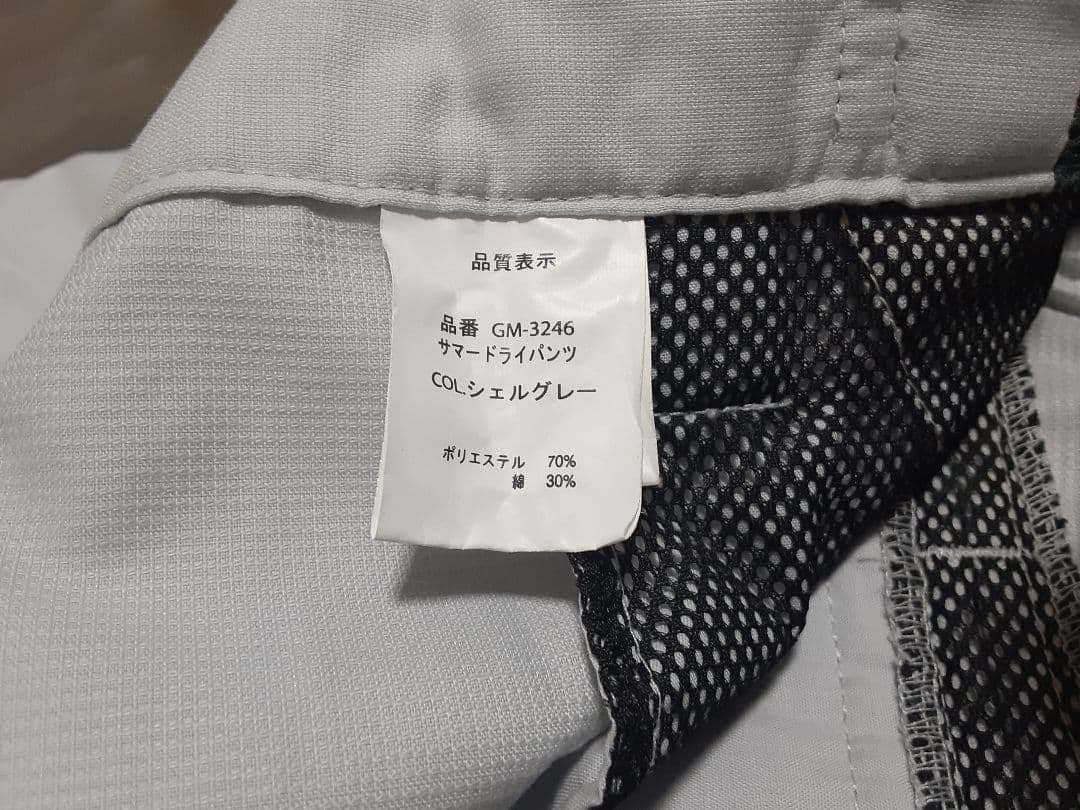 品質表示
品番 GM-3246
サマードライパンツ
COL.シェルグレー
ポリエステル 70%
綿 30%